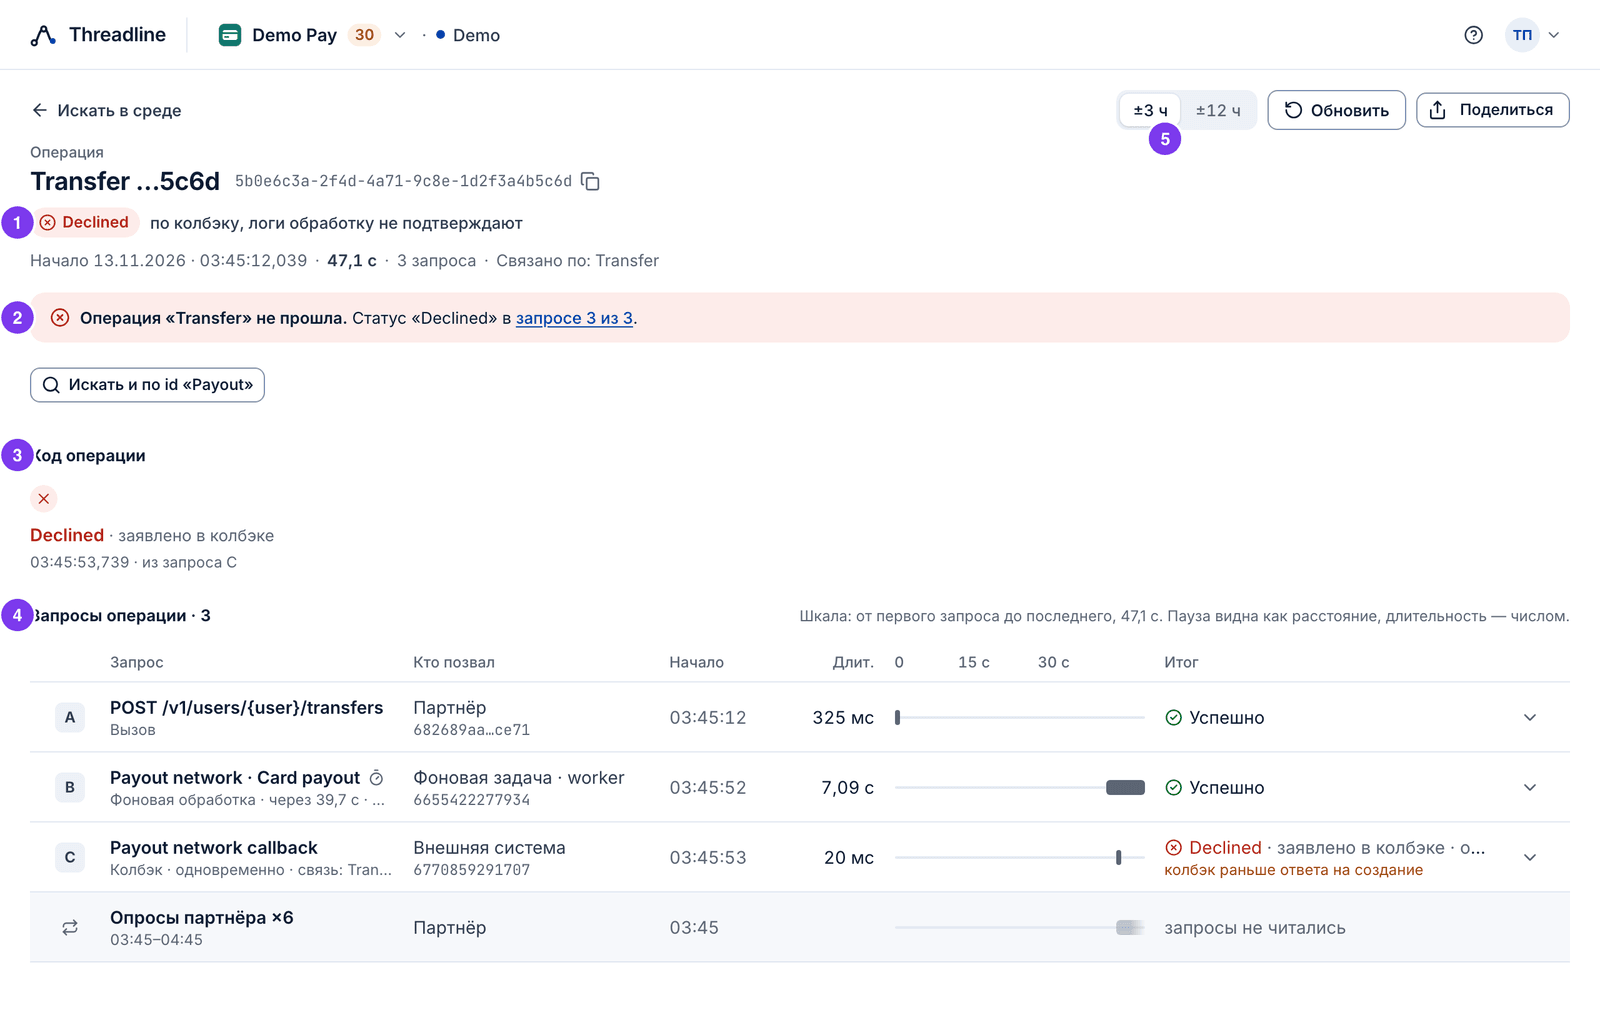 Threadline
Demo Pay 30 · Demo
ТП
Искать в среде
±3 ч ±12 ч Обновить Поделиться
5
Операция
Transfer …5c6d 5b0e6c3a-2f4d-4a71-9c8e-1d2f3a4b5c6d
1 Declined по колбэку, логи обработку не подтверждают
Начало 13.11.2026 · 03:45:12,039 · 47,1 с · 3 запроса · Связано по: Transfer
2 Операция «Transfer» не прошла. Статус «Declined» в запросе 3 из 3.
Искать и по id «Payout»
3 Ход операции
Declined · заявлено в колбэке
03:45:53,739 · из запроса C
4 Запросы операции · 3
Шкала: от первого запроса до последнего, 47,1 с. Пауза видна как расстояние, длительность — числом.
Запрос Кто позвал Начало Длит. 0 15 с 30 с Итог
A POST /v1/users/{user}/transfers Партнёр 03:45:12 325 мс Успешно
Вызов 682689aa…ce71
B Payout network · Card payout Фоновая задача · worker 03:45:52 7,09 с Успешно
Фоновая обработка · через 39,7 с · … 6655422277934
C Payout network callback Внешняя система 03:45:53 20 мс Declined · заявлено в колбэке · о…
Колбэк · одновременно · связь: Tran… 6770859291707 колбэк раньше ответа на создание
Опросы партнёра ×6 Партнёр 03:45 запросы не читались
03:45–04:45